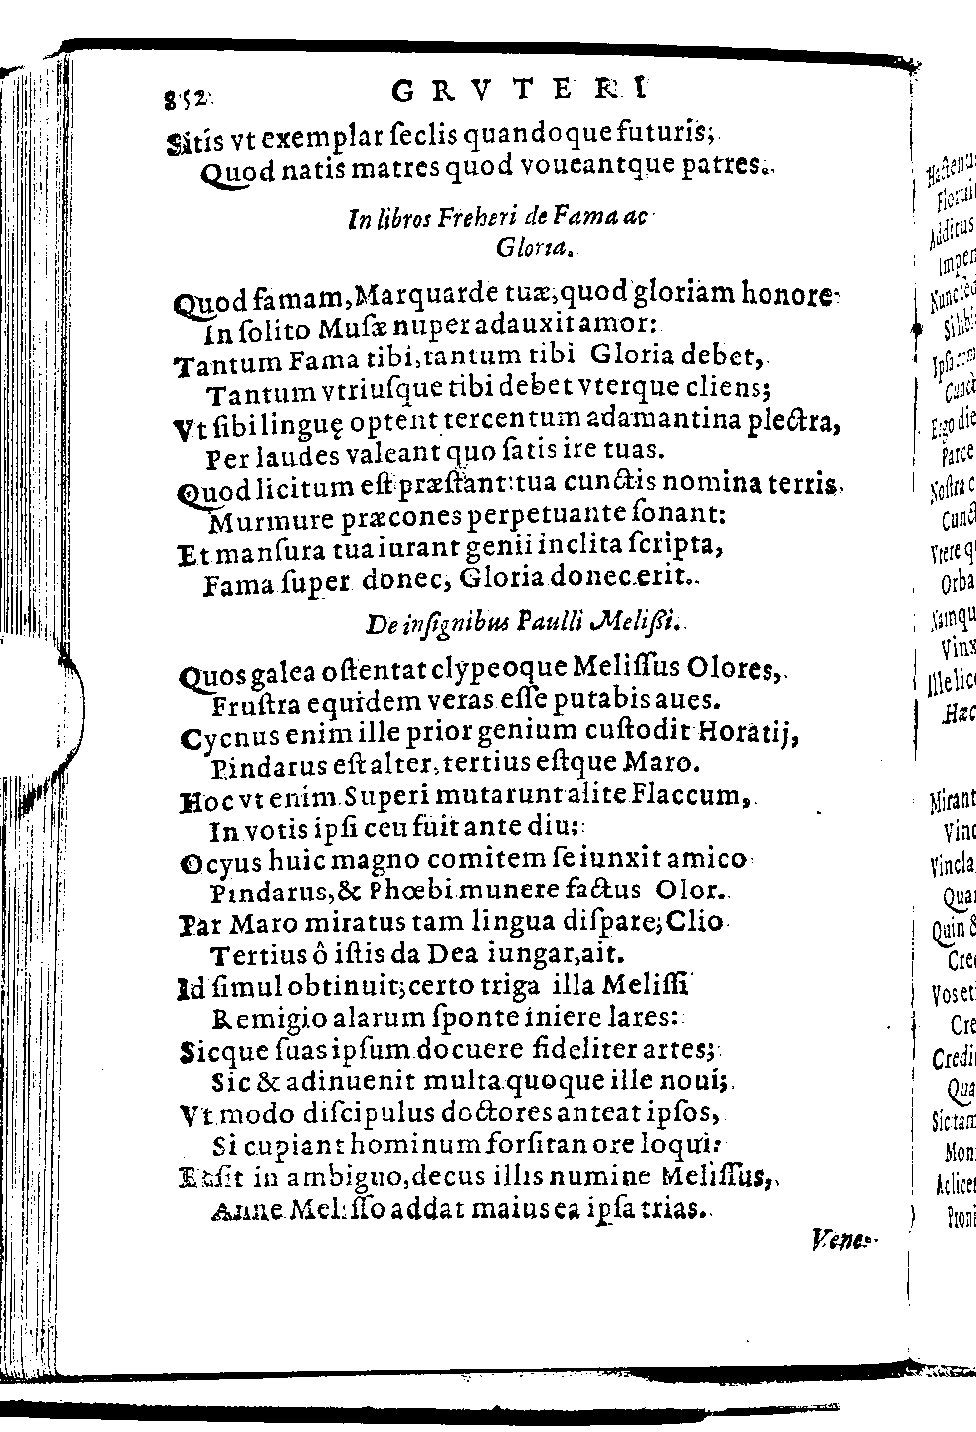 852 GRVTERI
Sitis vt exemplar ſeclis quandoque futuris;
Quod natis matres quod voueantque patres.
In libros Freheri de Fama ac
Gloria.
Quod famam, Marquarde tuæ, quod gloriam honore
Inſolito Muſæ nuper adauxit amor:
Tantum Fama tibi, tantum tibi Gloria debet,
Tantum vtriuſque tibi debet vterque cliens;
Vt ſibi linguę optent tercentum adamantina plectra,
Per laudes valeant quo ſatis ire tuas.
Quod licitum eſt præſtant: tua cunctis nomina terris
Murmure præcones perpetuante ſonant:
Et manſura tua iurant genii inclita ſcripta,
Fama ſuper donec, Gloria donec erit.
De inſignibus Paulli Melißi.
Quos galea oſtentat clypeoque Meliſſus Olores,
Fruſtra equidem veras eſſe putabis aues.
Cycnus enim ille prior genium cuſtodit Horatij,
Pindarus eſt alter, tertius eſtque Maro.
Hoc vt enim Superi mutarunt alite Flaccum,
In votis ipſi ceu fuit ante diu:
Ocyus huic magno comitem ſe iunxit amico
Pindarus, & Phœbi munere factus Olor.
Par Maro miratus tam lingua diſpare; Clio
Tertius ô iſtis da Dea iungar, ait.
Id ſimul obtinuit; certo triga illa Meliſſi
Remigio alarum ſponte iniere lares:
Sicque ſuas ipſum docuere fideliter artes;
Sic & adinuenit multa quoque ille noui;
Vt modo diſcipulus doctores anteat ipſos,
Si cupiant hominum forſitan ore loqui:
Et ſit in ambiguo, decus illis numine Meliſſus,
Anne Meliſſo addat maius ea ipſa trias.
Vene-